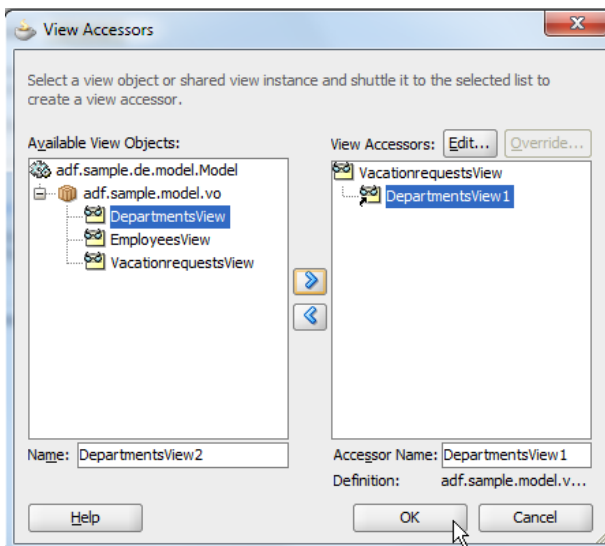 View Accessors
Select a view object or shared view instance and shuttle it to the selected list to
create a view accessor.
Available View Objects:
View Accessors: Edit... Override...
adf.sample.de.model.Model
adf.sample.model.vo
DepartmentsView
EmployeesView
VacationrequestsView
VacationrequestsView
DepartmentsView1
Name: DepartmentsView2
Accessor Name: DepartmentsView1
Definition: adf.sample.model.v...
Help
OK
Cancel